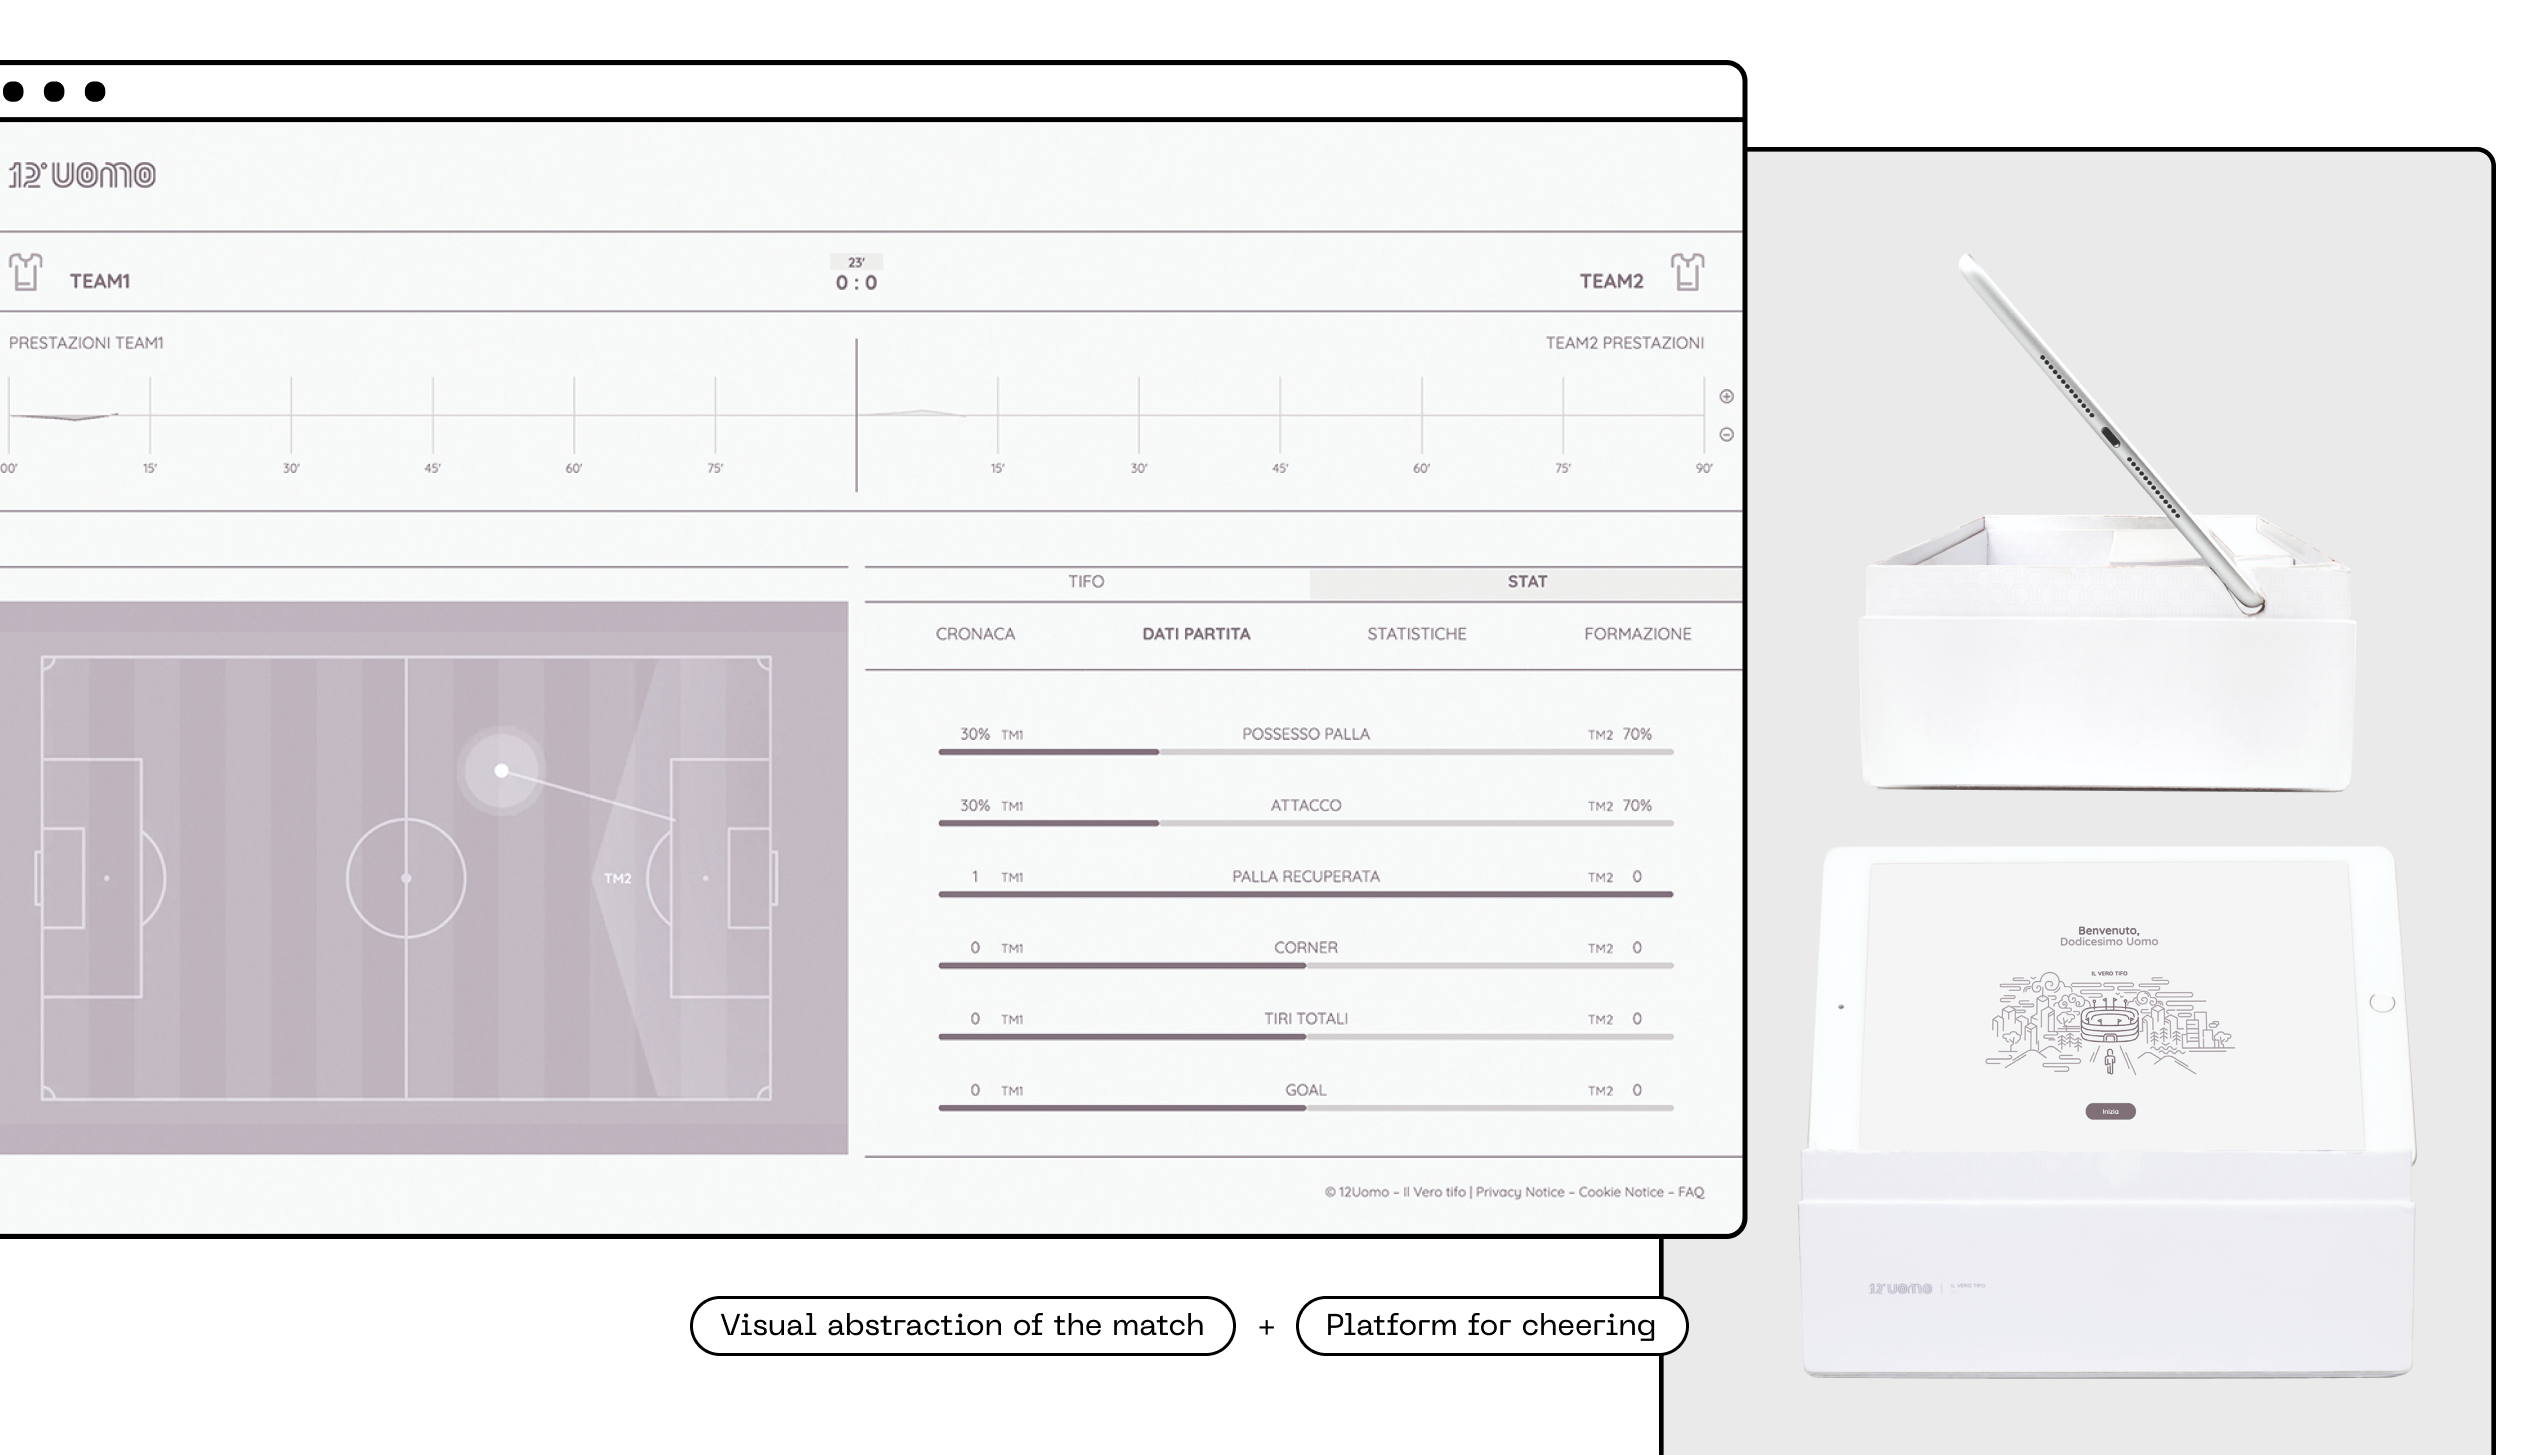 12°UOMO
TEAM1
23'
0 : 0
TEAM2
PRESTAZIONI TEAM1
TEAM2 PRESTAZIONI
00' 15' 30' 45' 60' 75' 15' 30' 45' 60' 75' 90'
TIFO STAT
CRONACA DATI PARTITA STATISTICHE FORMAZIONE
30% TM1 POSSESSO PALLA TM2 70%
30% TM1 ATTACCO TM2 70%
1 TM1 PALLA RECUPERATA TM2 0
0 TM1 CORNER TM2 0
0 TM1 TIRI TOTALI TM2 0
0 TM1 GOAL TM2 0
TM2
© 12Uomo – Il Vero tifo | Privacy Notice – Cookie Notice – FAQ
Visual abstraction of the match + Platform for cheering
Benvenuto,
Dodicesimo Uomo
IL VERO TIFO
Inizia
12°UOMO | IL VERO TIFO